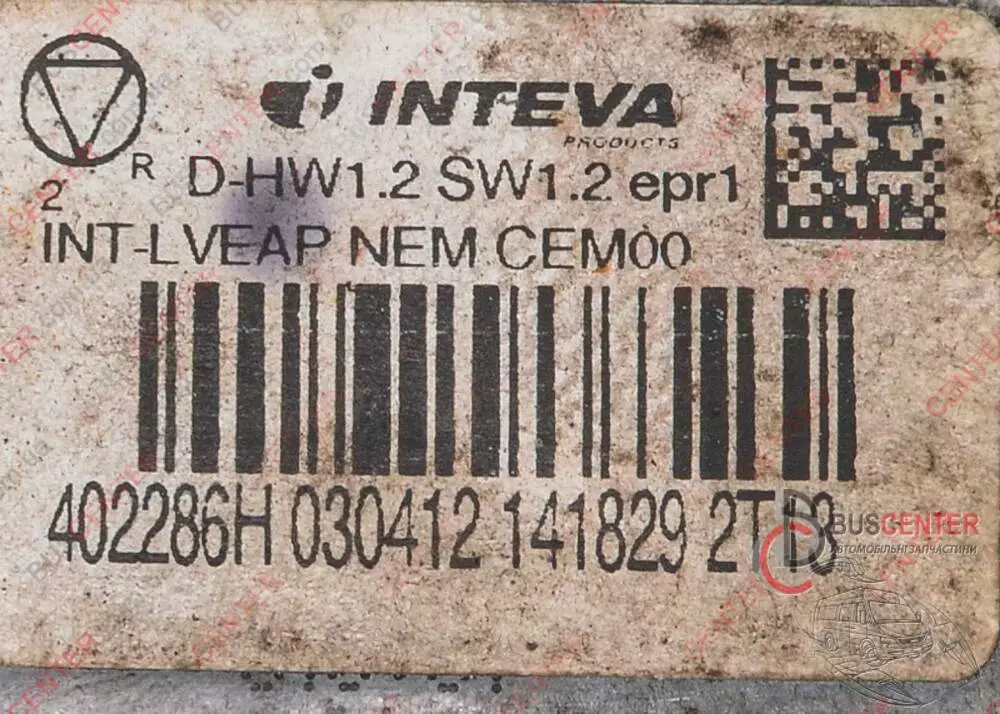 INTEVA
PRODUCTS
R D-HW1.2 SW1.2 epr1
2
INT-LVEAP NEM CEM00
402286H 030412 141829 2T
BUSCENTER
АВТОМОБІЛЬНІ ЗАПЧАСТИНИ